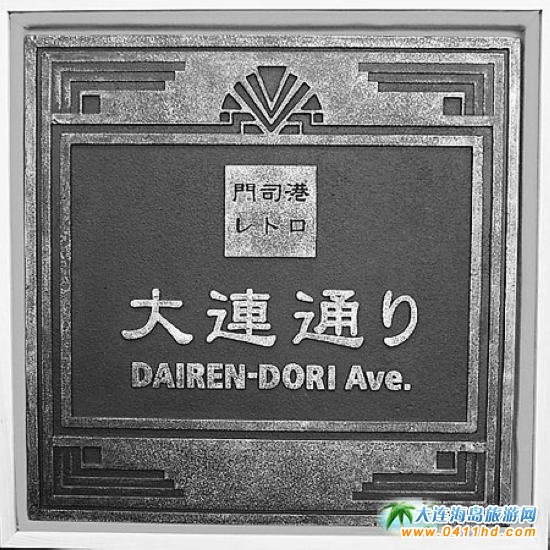 門司港
レトロ
大連通り
DAIREN-DORI Ave.
大连海岛旅游网
www.0411hd.com